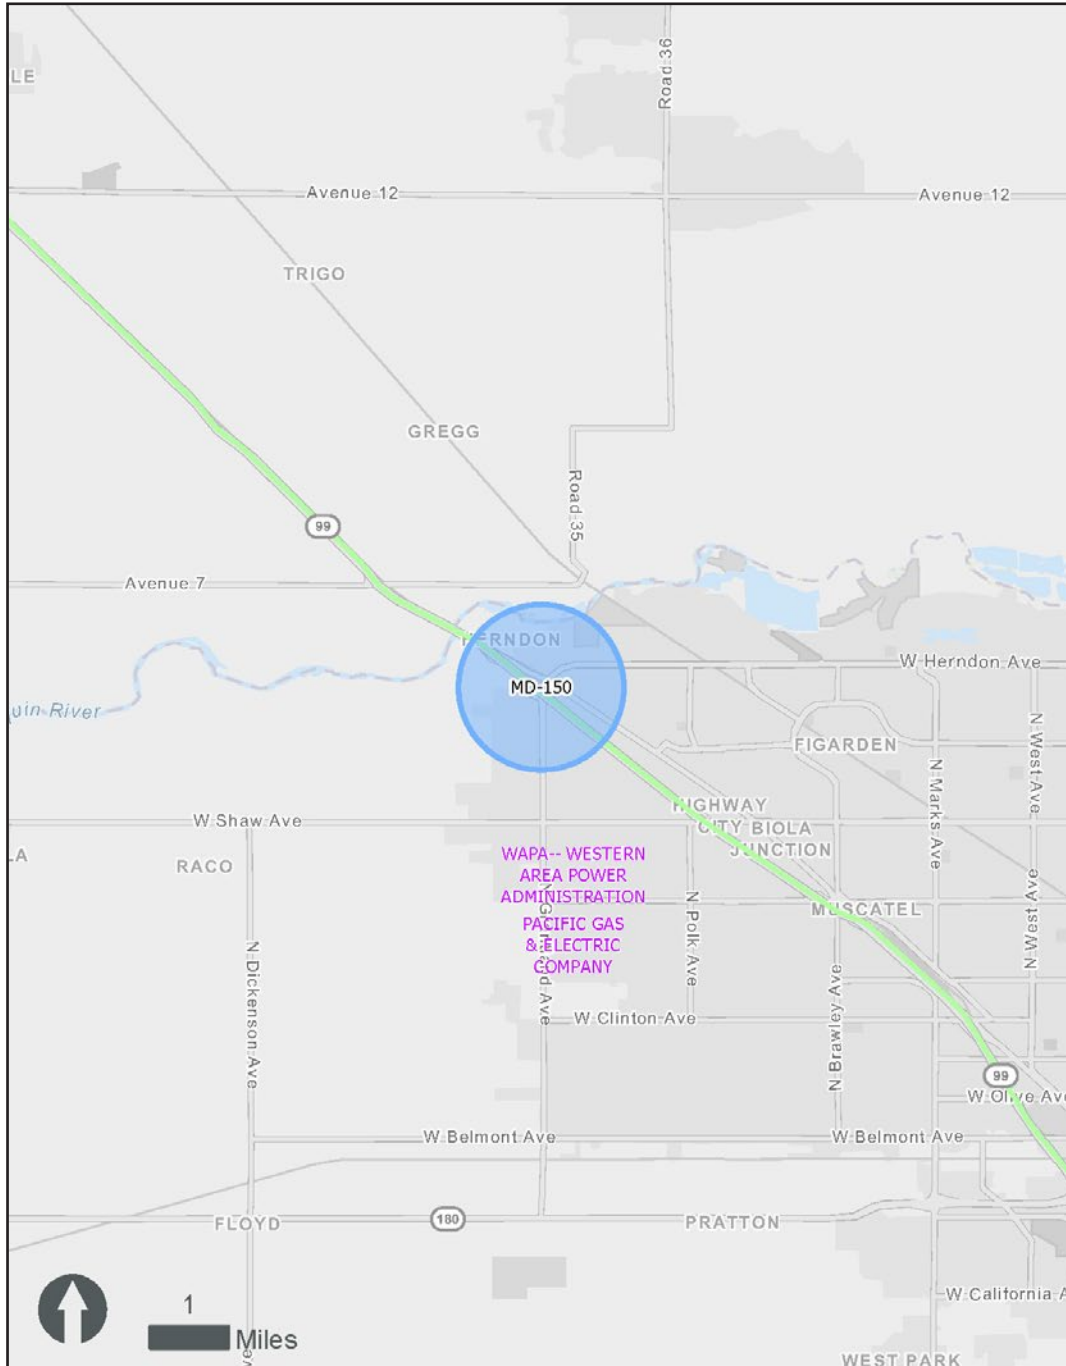 Road 36
LE
Avenue 12
Avenue 12
TRIGO
GREGG
Road 35
99
Avenue 7
HERNDON
W Herndon Ave
MD-150
uin River
FIGARDEN
N West Ave
N Marks Ave
HIGHWAY
CITY BIOLA
JUNCTION
W Shaw Ave
LA
RACO
WAPA-- WESTERN
AREA POWER
ADMINISTRATION
PACIFIC GAS
& ELECTRIC
COMPANY
MUSCATEL
N Polk Ave
N West Ave
N Dickenson Ave
W Clinton Ave
N Brawley Ave
99
W Olive Ave
W Belmont Ave
W Belmont Ave
FLOYD
180
PRATTON
W California A
1
Miles
WEST PARK